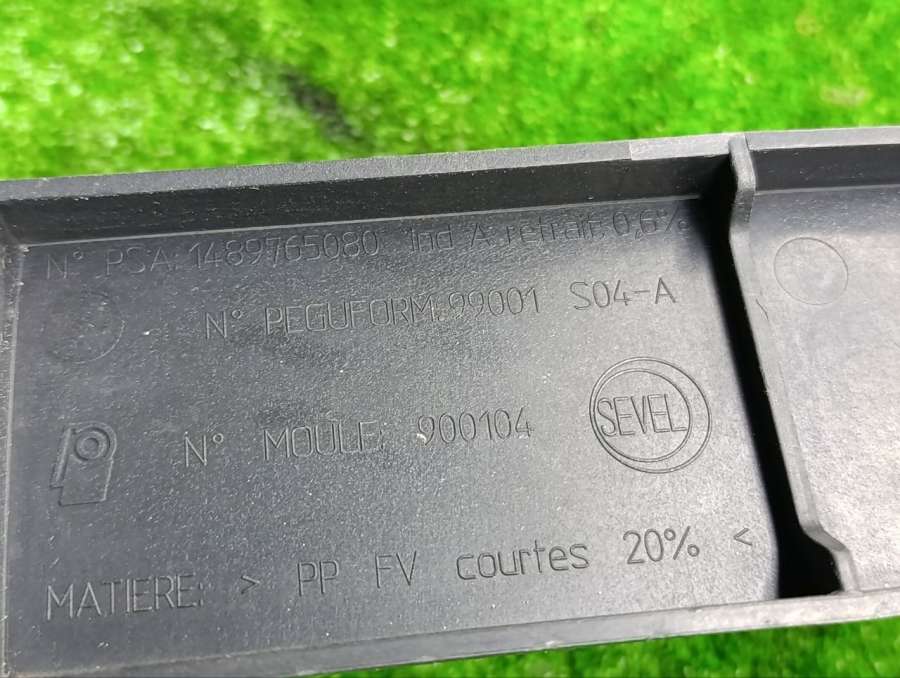 N° PSA: 1489765080 Ind A retrait: 0,6%
N° PEGUFORM: 99001 S04-A
SEVEL
N° MOULE: 900104
MATIERE: > PP FV courtes 20% <